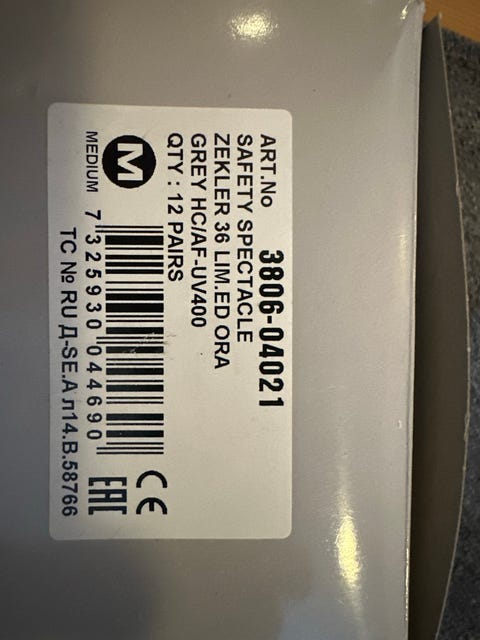 ART.No 3806-04021
SAFETY SPECTACLE
ZEKLER 36 LIM.ED ORA
GREY HC/AF-UV400
QTY : 12 PAIRS
M
MEDIUM
7 325930 044690
CE
EAC
TC № RU Д-SE.А л14.В.58766